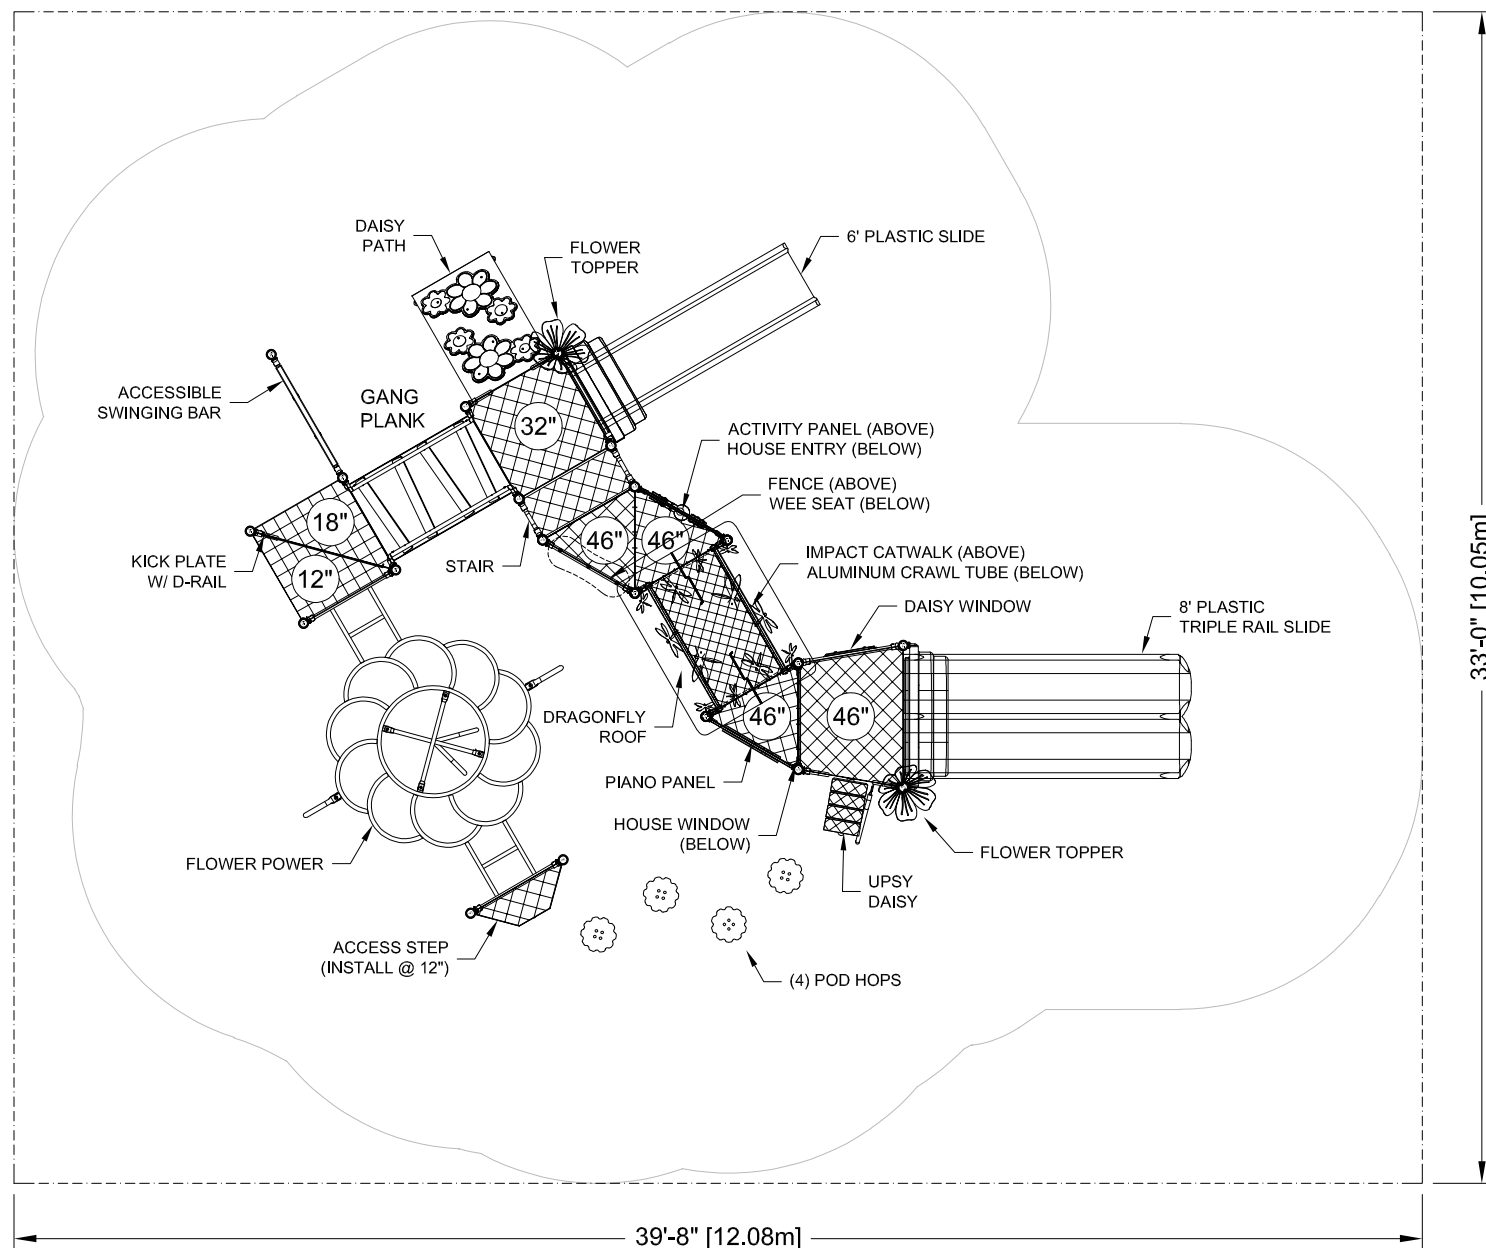 DAISY
PATH
FLOWER
TOPPER
6' PLASTIC SLIDE
ACCESSIBLE
SWINGING BAR
GANG
PLANK
32"
ACTIVITY PANEL (ABOVE)
HOUSE ENTRY (BELOW)
FENCE (ABOVE)
WEE SEAT (BELOW)
18"
12"
KICK PLATE
W/ D-RAIL
STAIR
46"
46"
IMPACT CATWALK (ABOVE)
ALUMINUM CRAWL TUBE (BELOW)
DAISY WINDOW
8' PLASTIC
TRIPLE RAIL SLIDE
33'-0" [10.05m]
DRAGONFLY
ROOF
46"
46"
PIANO PANEL
HOUSE WINDOW
(BELOW)
FLOWER POWER
FLOWER TOPPER
UPSY
DAISY
ACCESS STEP
(INSTALL @ 12")
(4) POD HOPS
39'-8" [12.08m]